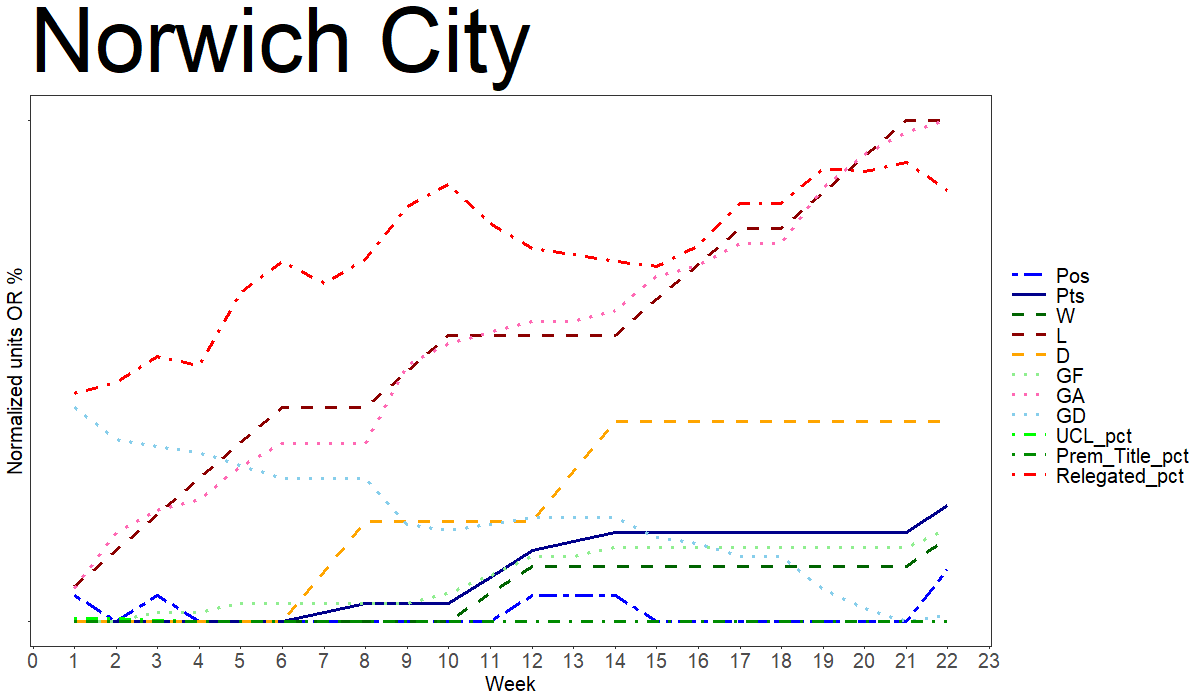 Norwich City
Normalized units OR %
0 1 2 3 4 5 6 7 8 9 10 11 12 13 14 15 16 17 18 19 20 21 22 23
Week
Pos
Pts
W
L
D
GF
GA
GD
UCL_pct
Prem_Title_pct
Relegated_pct